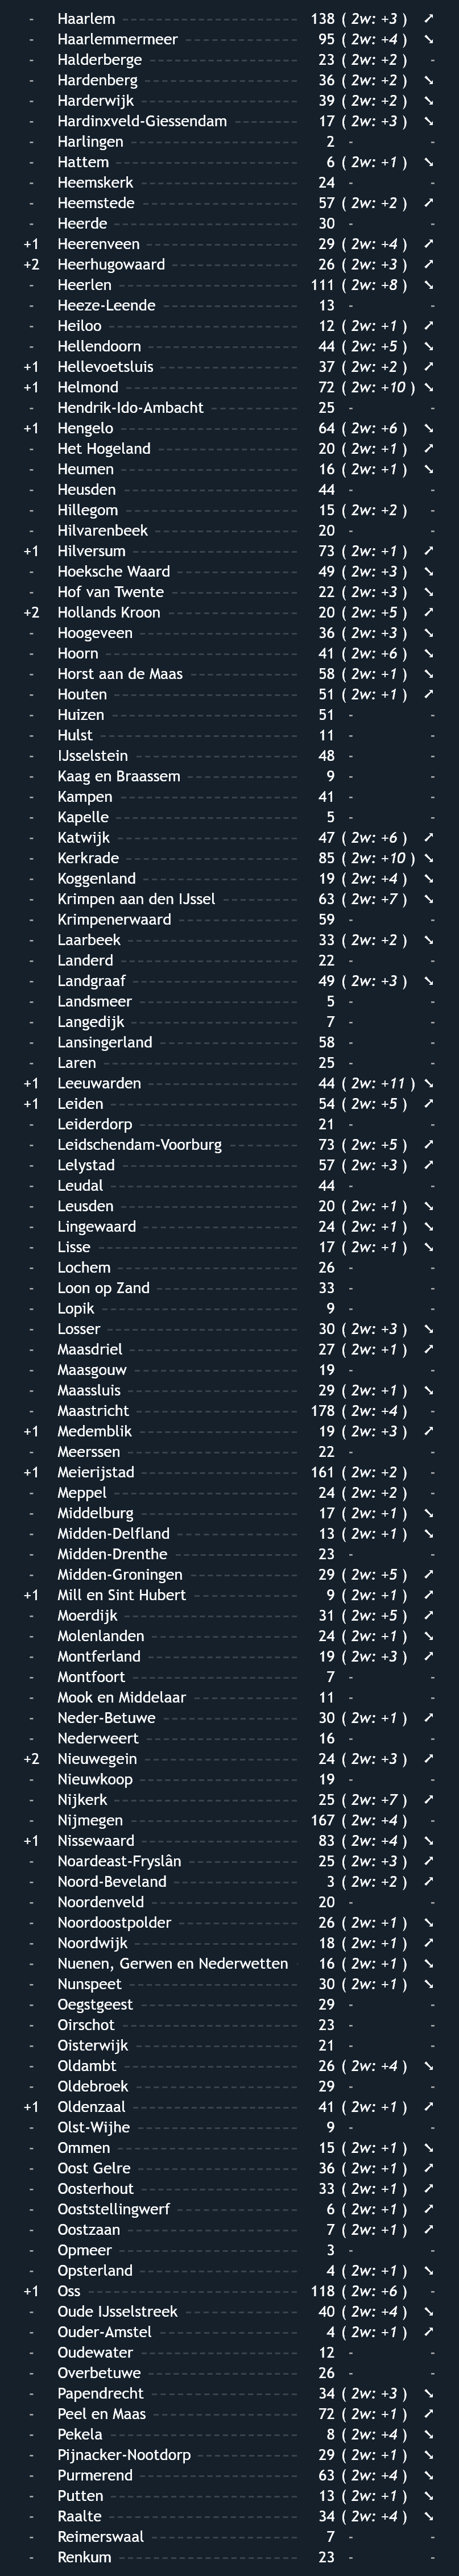 - Haarlem 138 ( 2w: +3 ) ↗
- Haarlemmermeer 95 ( 2w: +4 ) ↘
- Halderberge 23 ( 2w: +2 ) -
- Hardenberg 36 ( 2w: +2 ) ↘
- Harderwijk 39 ( 2w: +2 ) ↘
- Hardinxveld-Giessendam 17 ( 2w: +3 ) ↘
- Harlingen 2 - -
- Hattem 6 ( 2w: +1 ) ↘
- Heemskerk 24 - -
- Heemstede 57 ( 2w: +2 ) ↗
- Heerde 30 - -
+1 Heerenveen 29 ( 2w: +4 ) ↗
+2 Heerhugowaard 26 ( 2w: +3 ) ↗
- Heerlen 111 ( 2w: +8 ) ↘
- Heeze-Leende 13 - -
- Heiloo 12 ( 2w: +1 ) ↗
- Hellendoorn 44 ( 2w: +5 ) ↘
+1 Hellevoetsluis 37 ( 2w: +2 ) ↗
+1 Helmond 72 ( 2w: +10 ) ↘
- Hendrik-Ido-Ambacht 25 - -
+1 Hengelo 64 ( 2w: +6 ) ↘
- Het Hogeland 20 ( 2w: +1 ) ↗
- Heumen 16 ( 2w: +1 ) ↘
- Heusden 44 - -
- Hillegom 15 ( 2w: +2 ) -
- Hilvarenbeek 20 - -
+1 Hilversum 73 ( 2w: +1 ) ↗
- Hoeksche Waard 49 ( 2w: +3 ) ↘
- Hof van Twente 22 ( 2w: +3 ) ↘
+2 Hollands Kroon 20 ( 2w: +5 ) ↗
- Hoogeveen 36 ( 2w: +3 ) ↘
- Hoorn 41 ( 2w: +6 ) ↘
- Horst aan de Maas 58 ( 2w: +1 ) ↘
- Houten 51 ( 2w: +1 ) ↗
- Huizen 51 - -
- Hulst 11 - -
- IJsselstein 48 - -
- Kaag en Braassem 9 - -
- Kampen 41 - -
- Kapelle 5 - -
- Katwijk 47 ( 2w: +6 ) ↗
- Kerkrade 85 ( 2w: +10 ) ↘
- Koggenland 19 ( 2w: +4 ) ↘
- Krimpen aan den IJssel 63 ( 2w: +7 ) ↘
- Krimpenerwaard 59 - -
- Laarbeek 33 ( 2w: +2 ) ↘
- Landerd 22 - -
- Landgraaf 49 ( 2w: +3 ) ↘
- Landsmeer 5 - -
- Langedijk 7 - -
- Lansingerland 58 - -
- Laren 25 - -
+1 Leeuwarden 44 ( 2w: +11 ) ↘
+1 Leiden 54 ( 2w: +5 ) ↗
- Leiderdorp 21 - -
- Leidschendam-Voorburg 73 ( 2w: +5 ) ↗
- Lelystad 57 ( 2w: +3 ) ↗
- Leudal 44 - -
- Leusden 20 ( 2w: +1 ) ↘
- Lingewaard 24 ( 2w: +1 ) ↘
- Lisse 17 ( 2w: +1 ) ↘
- Lochem 26 - -
- Loon op Zand 33 - -
- Lopik 9 - -
- Losser 30 ( 2w: +3 ) ↘
- Maasdriel 27 ( 2w: +1 ) ↗
- Maasgouw 19 - -
- Maassluis 29 ( 2w: +1 ) ↘
- Maastricht 178 ( 2w: +4 ) -
+1 Medemblik 19 ( 2w: +3 ) ↗
- Meerssen 22 - -
+1 Meierijstad 161 ( 2w: +2 ) -
- Meppel 24 ( 2w: +2 ) -
- Middelburg 17 ( 2w: +1 ) ↘
- Midden-Delfland 13 ( 2w: +1 ) ↘
- Midden-Drenthe 23 - -
- Midden-Groningen 29 ( 2w: +5 ) ↗
+1 Mill en Sint Hubert 9 ( 2w: +1 ) ↗
- Moerdijk 31 ( 2w: +5 ) ↗
- Molenlanden 24 ( 2w: +1 ) ↘
- Montferland 19 ( 2w: +3 ) ↗
- Montfoort 7 - -
- Mook en Middelaar 11 - -
- Neder-Betuwe 30 ( 2w: +1 ) ↗
- Nederweert 16 - -
+2 Nieuwegein 24 ( 2w: +3 ) ↗
- Nieuwkoop 19 - -
- Nijkerk 25 ( 2w: +7 ) ↗
- Nijmegen 167 ( 2w: +4 ) -
+1 Nissewaard 83 ( 2w: +4 ) ↘
- Noardeast-Fryslân 25 ( 2w: +3 ) ↗
- Noord-Beveland 3 ( 2w: +2 ) ↗
- Noordenveld 20 - -
- Noordoostpolder 26 ( 2w: +1 ) ↘
- Noordwijk 18 ( 2w: +1 ) ↗
- Nuenen, Gerwen en Nederwetten 16 ( 2w: +1 ) ↘
- Nunspeet 30 ( 2w: +1 ) ↘
- Oegstgeest 29 - -
- Oirschot 23 - -
- Oisterwijk 21 - -
- Oldambt 26 ( 2w: +4 ) ↘
- Oldebroek 29 - -
+1 Oldenzaal 41 ( 2w: +1 ) ↗
- Olst-Wijhe 9 - -
- Ommen 15 ( 2w: +1 ) ↘
- Oost Gelre 36 ( 2w: +1 ) ↗
- Oosterhout 33 ( 2w: +1 ) ↗
- Ooststellingwerf 6 ( 2w: +1 ) ↗
- Oostzaan 7 ( 2w: +1 ) ↗
- Opmeer 3 - -
- Opsterland 4 ( 2w: +1 ) ↘
+1 Oss 118 ( 2w: +6 ) -
- Oude IJsselstreek 40 ( 2w: +4 ) ↘
- Ouder-Amstel 4 ( 2w: +1 ) ↗
- Oudewater 12 - -
- Overbetuwe 26 - -
- Papendrecht 34 ( 2w: +3 ) ↘
- Peel en Maas 72 ( 2w: +1 ) ↗
- Pekela 8 ( 2w: +4 ) ↘
- Pijnacker-Nootdorp 29 ( 2w: +1 ) ↘
- Purmerend 63 ( 2w: +4 ) ↘
- Putten 13 ( 2w: +1 ) ↘
- Raalte 34 ( 2w: +4 ) ↘
- Reimerswaal 7 - -
- Renkum 23 - -